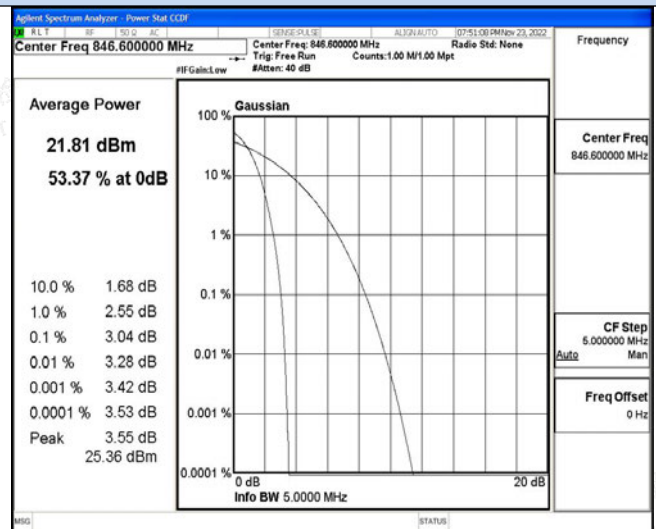 Agilent Spectrum Analyzer - Power Stat CCDF
RLT RF 50 Ω AC SENSE:PULSE ALIGNAUTO 07:51:08 PM Nov 23, 2022
Center Freq 846.600000 MHz
Center Freq: 846.600000 MHz Radio Std: None
Trig: Free Run Counts:1.00 M/1.00 Mpt
#IFGain:Low #Atten: 40 dB
Frequency
Average Power
21.81 dBm
53.37 % at 0dB
10.0 % 1.68 dB
1.0 % 2.55 dB
0.1 % 3.04 dB
0.01 % 3.28 dB
0.001 % 3.42 dB
0.0001 % 3.53 dB
Peak 3.55 dB
25.36 dBm
Gaussian
100 %
10 %
1 %
0.1 %
0.01 %
0.001 %
0.0001 %
0 dB 20 dB
Info BW 5.0000 MHz
Center Freq
846.600000 MHz
CF Step
5.000000 MHz
Auto Man
Freq Offset
0 Hz
MSG STATUS